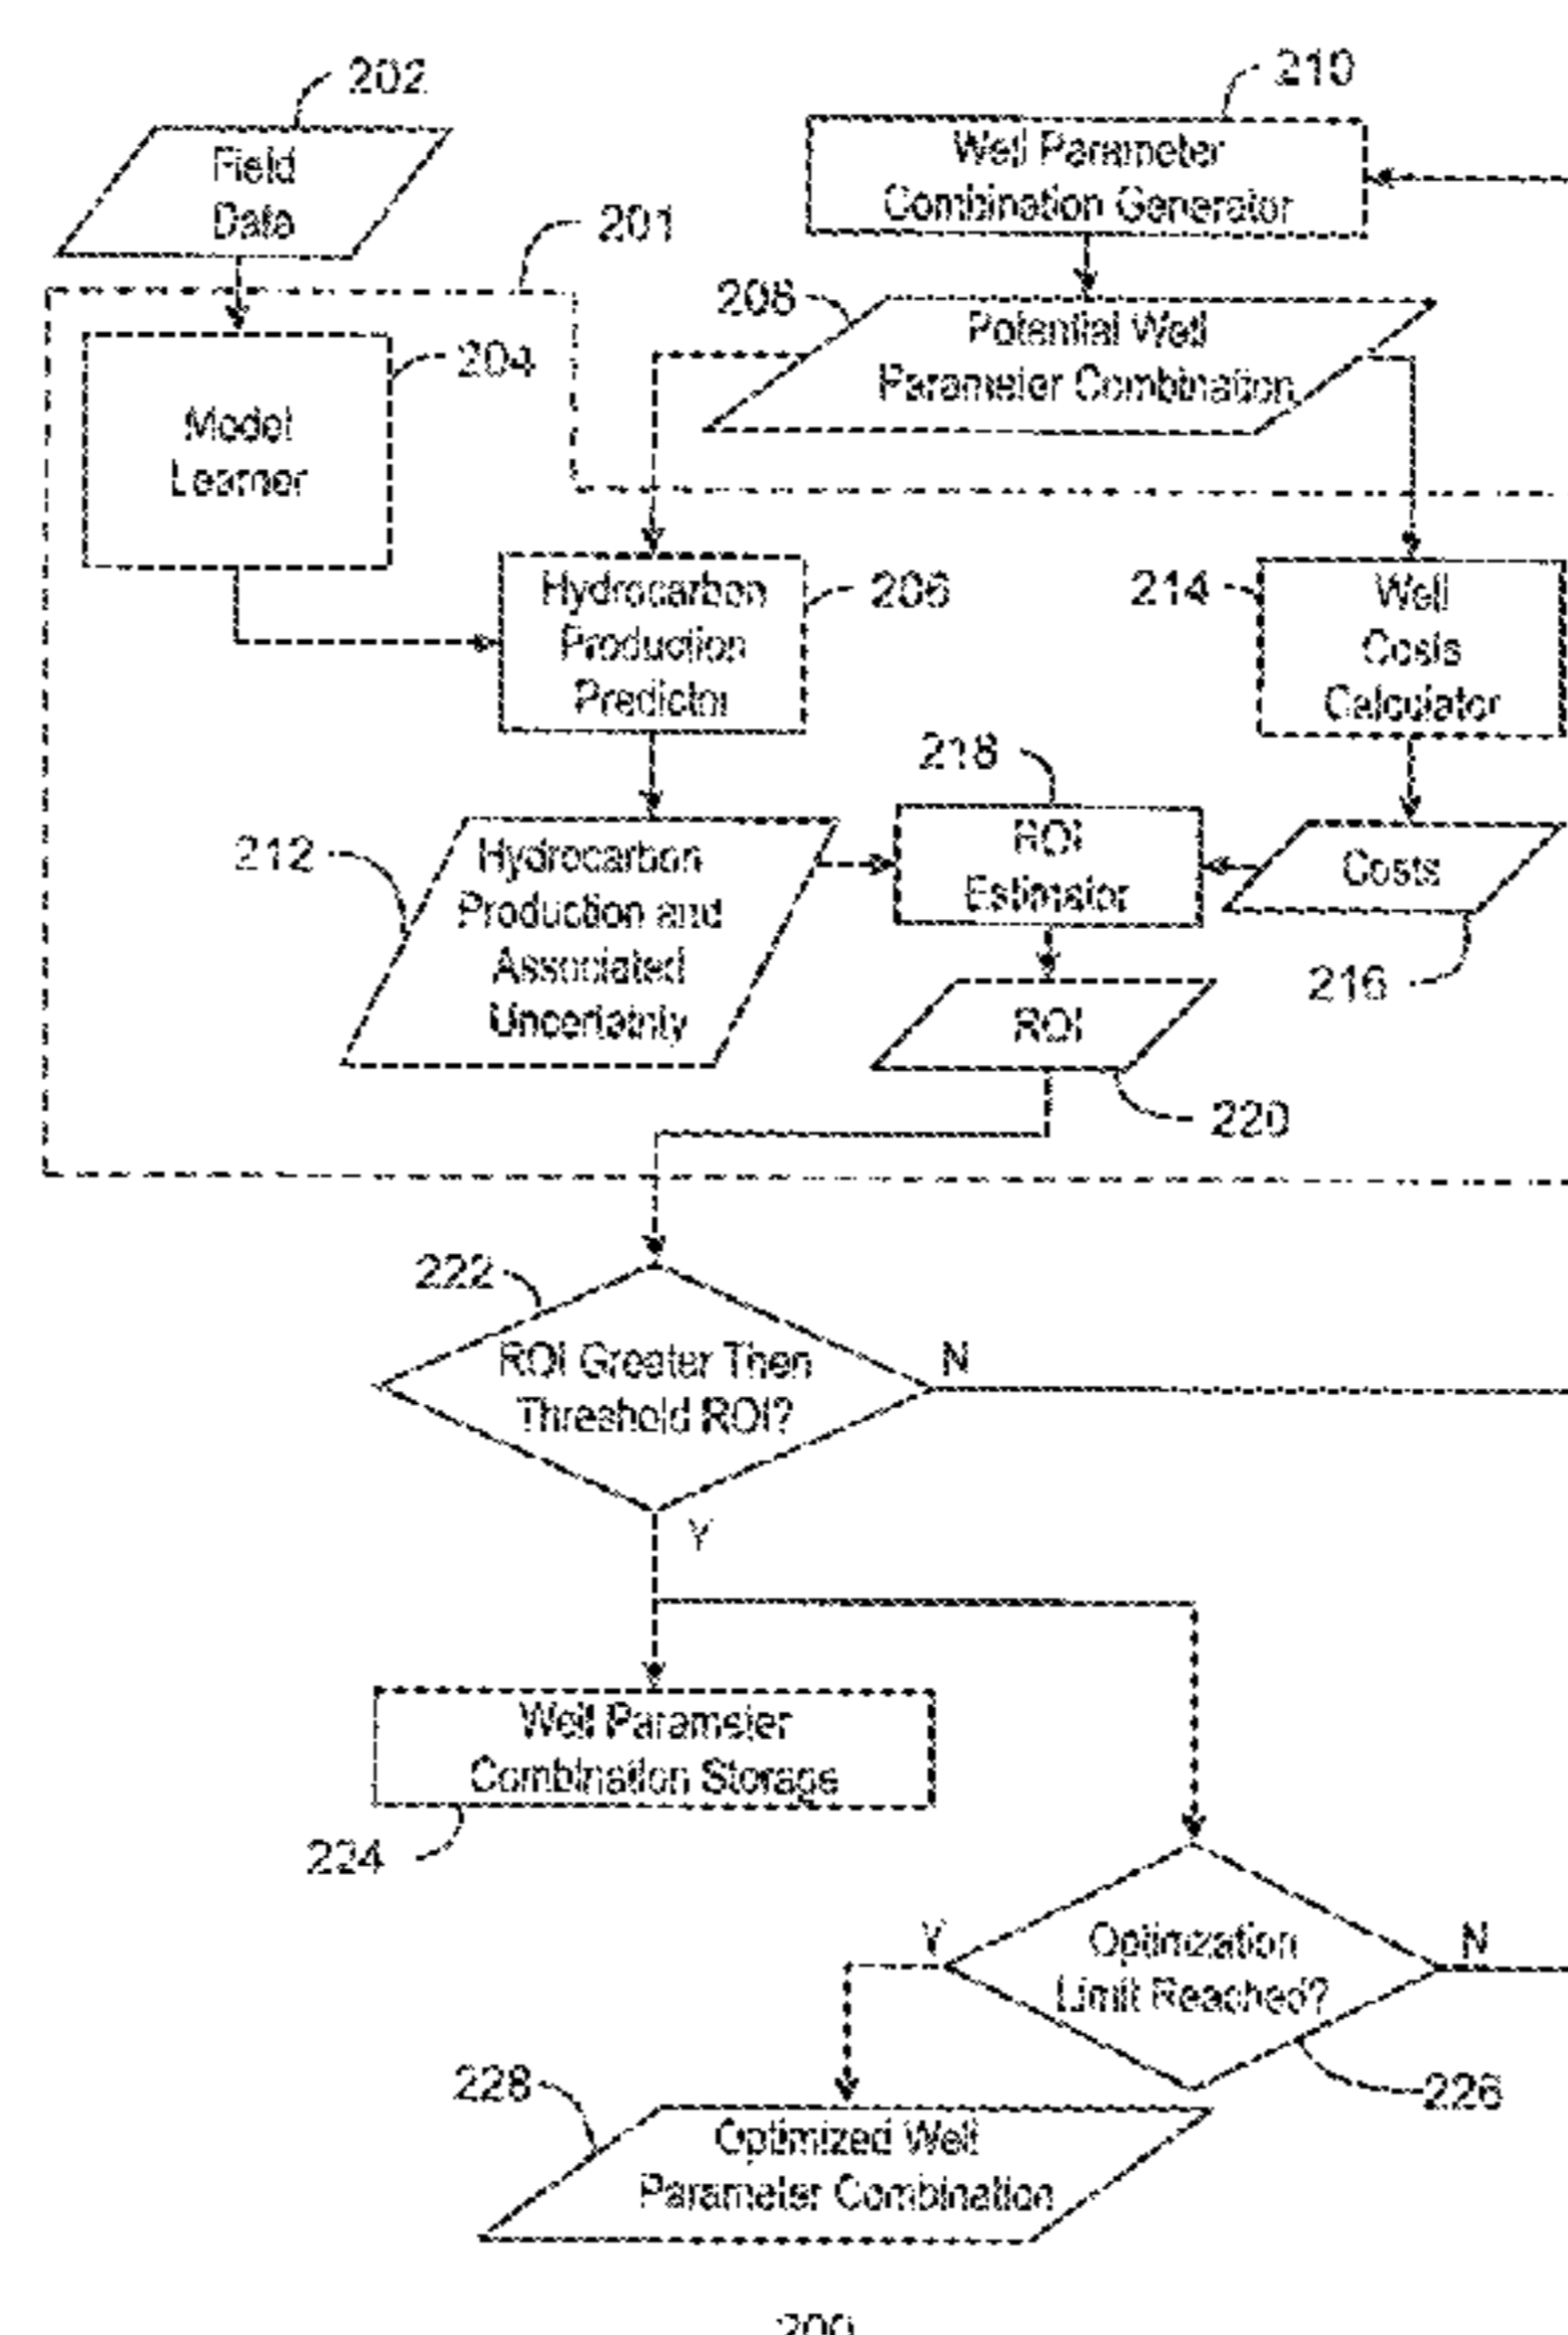 202
Field
Data
210
Well Parameter
Combination Generator
201
208
Potential Well
Parameter Combination
204
Model
Learner
Hydrocarbon
Production
Predictor
206
214
Well
Costs
Calculator
218
212
Hydrocarbon
Production and
Associated
Uncertainty
ROI
Estimator
Costs
216
ROI
220
222
ROI Greater Then
Threshold ROI?
N
Y
Well Parameter
Combination Storage
224
Y
Optimization
Limit Reached?
N
226
228
Optimized Well
Parameter Combination
200